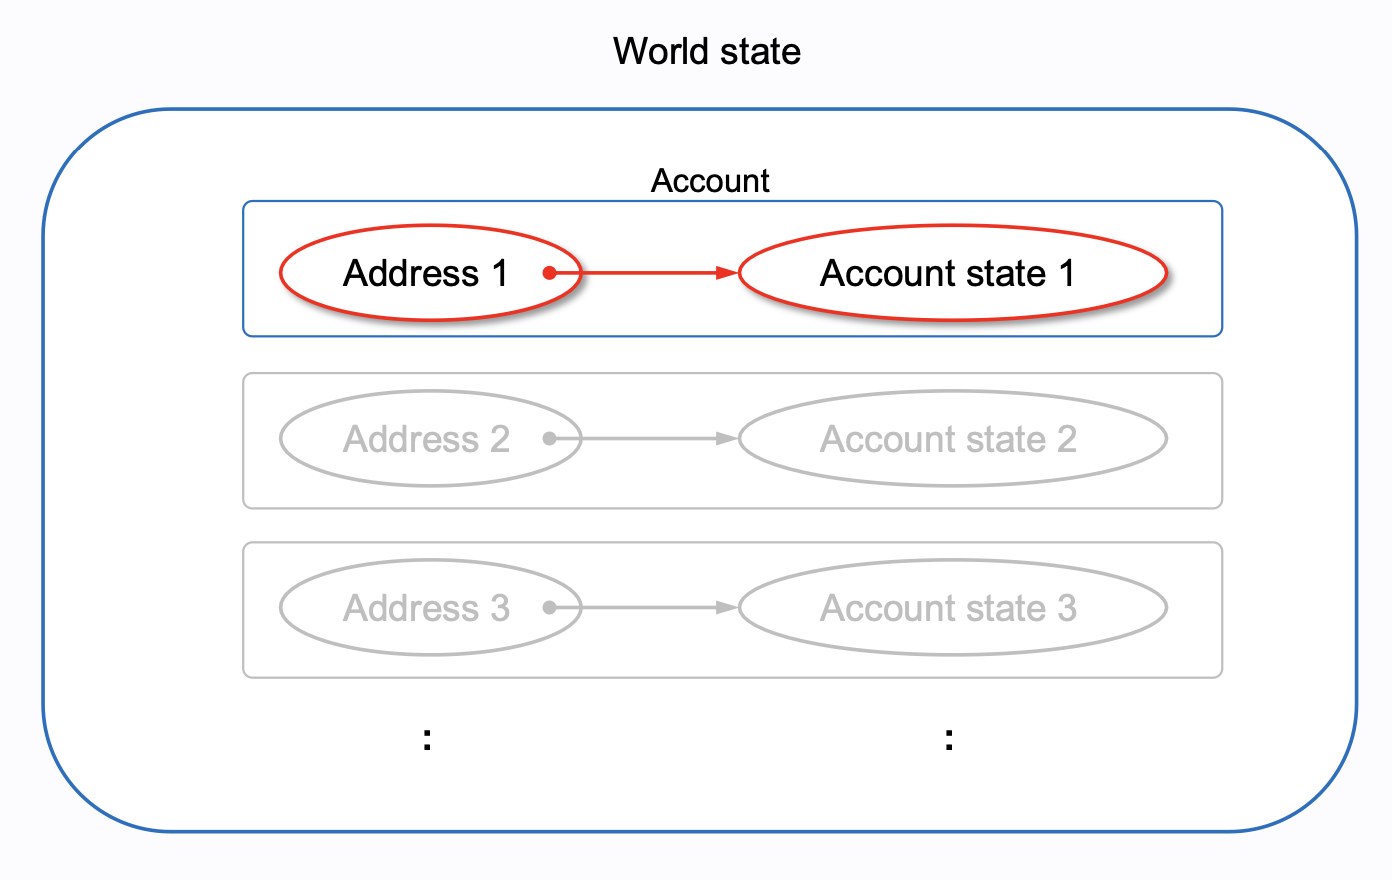 World state
Account
Address 1
Account state 1
Address 2
Account state 2
Address 3
Account state 3
:
: